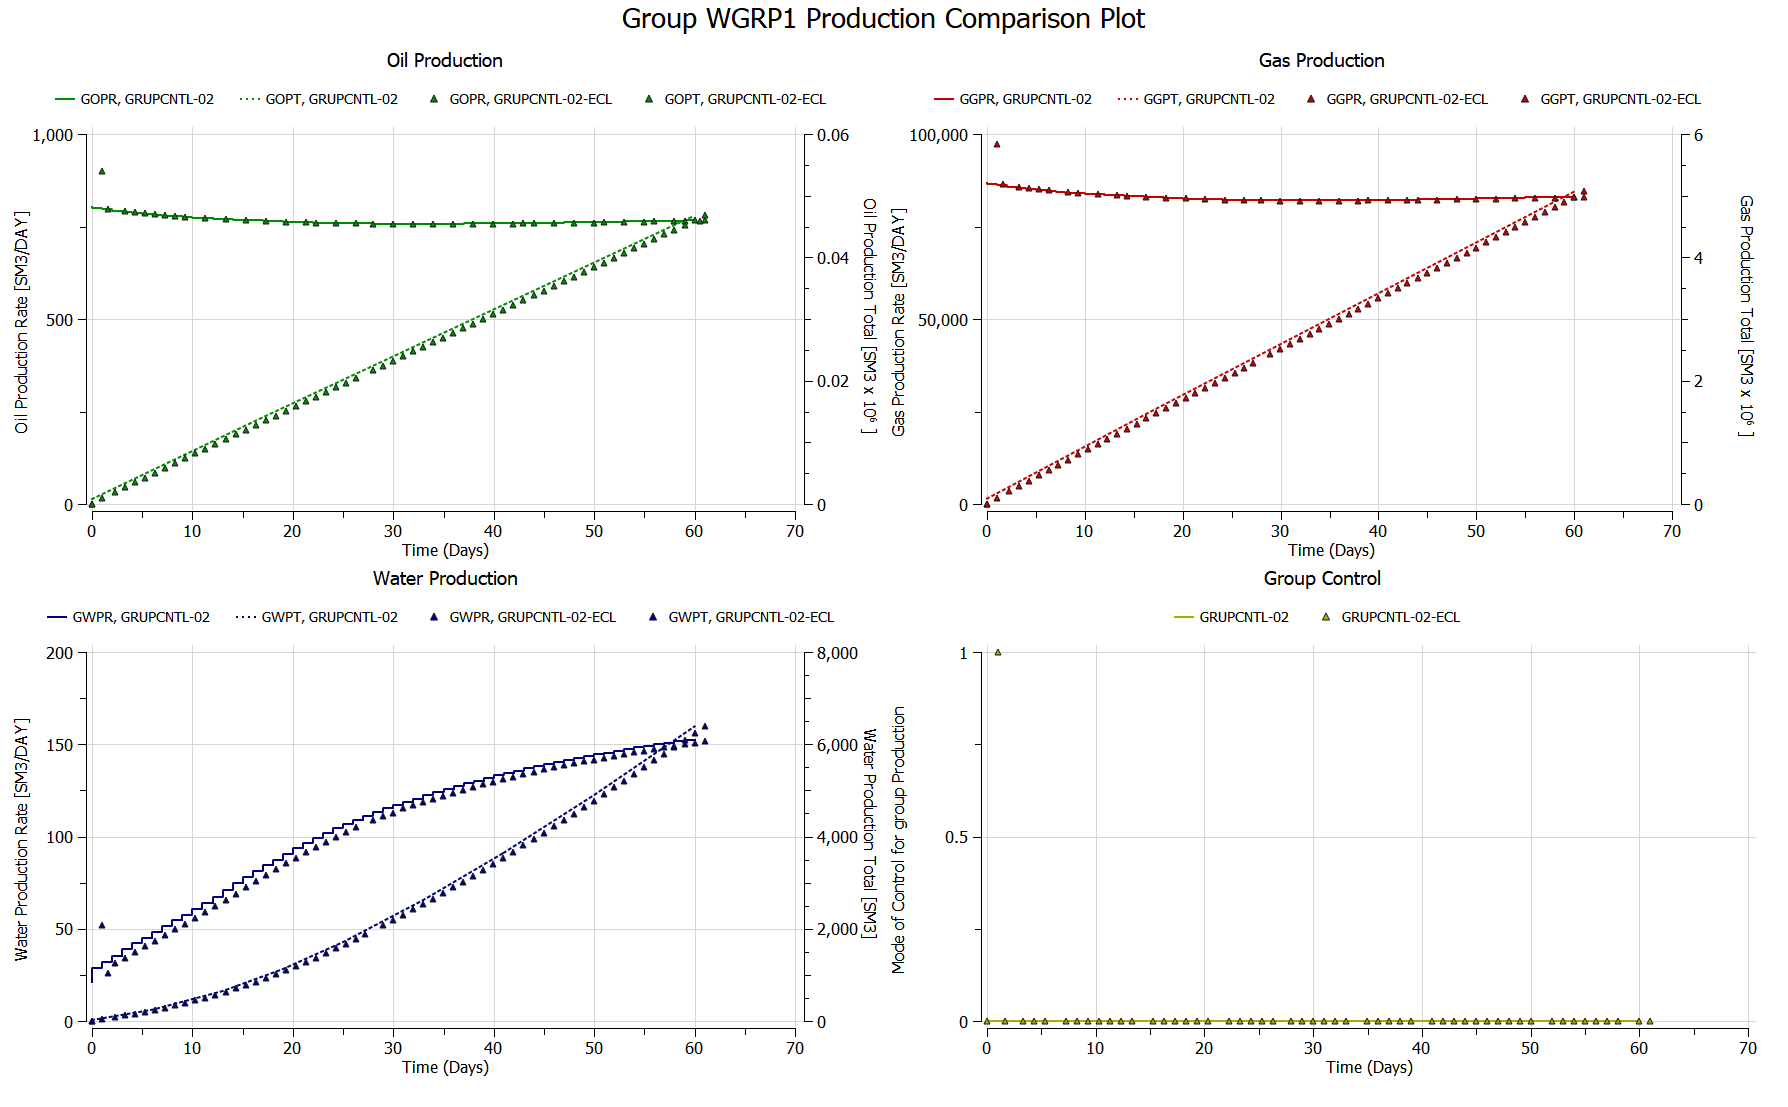 Group WGRP1 Production Comparison Plot
Oil Production
GOPR, GRUPCNTL-02 GOPT, GRUPCNTL-02 GOPR, GRUPCNTL-02-ECL GOPT, GRUPCNTL-02-ECL
1,000
500
0
Oil Production Rate [SM3/DAY]
0.06
0.04
0.02
0
Oil Production Total [SM3 x 10⁶ ]
0 10 20 30 40 50 60 70
Time (Days)
Gas Production
GGPR, GRUPCNTL-02 GGPT, GRUPCNTL-02 GGPR, GRUPCNTL-02-ECL GGPT, GRUPCNTL-02-ECL
100,000
50,000
0
Gas Production Rate [SM3/DAY]
6
4
2
0
Gas Production Total [SM3 x 10⁶ ]
0 10 20 30 40 50 60 70
Time (Days)
Water Production
GWPR, GRUPCNTL-02 GWPT, GRUPCNTL-02 GWPR, GRUPCNTL-02-ECL GWPT, GRUPCNTL-02-ECL
200
150
100
50
0
Water Production Rate [SM3/DAY]
8,000
6,000
4,000
2,000
0
Water Production Total [SM3 ]
0 10 20 30 40 50 60 70
Time (Days)
Group Control
GRUPCNTL-02 GRUPCNTL-02-ECL
1
0.5
0
Mode of Control for group Production
0 10 20 30 40 50 60 70
Time (Days)